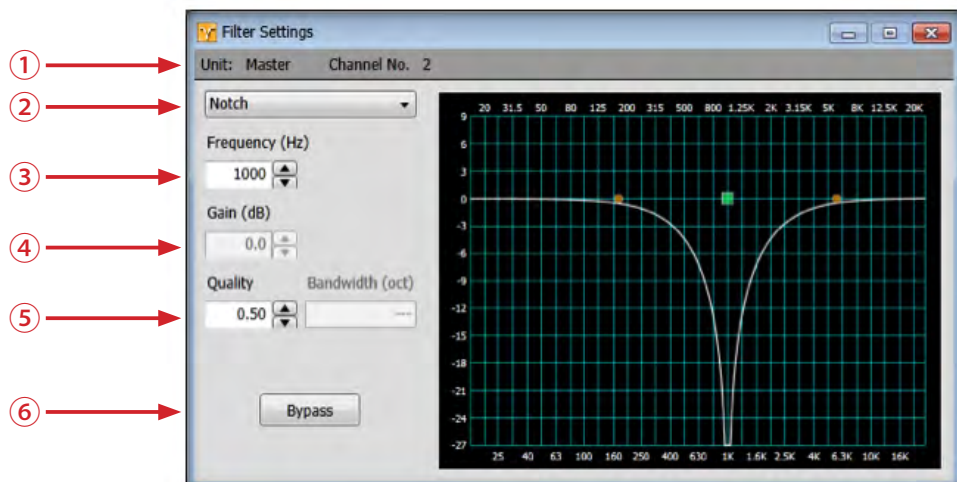 Filter Settings
① Unit: Master Channel No. 2
② Notch
Frequency (Hz)
③ 1000
Gain (dB)
④ 0.0
Quality Bandwidth (oct)
⑤ 0.50 ---
⑥ Bypass
20 31.5 50 80 125 200 315 500 800 1.25K 2K 3.15K 5K 8K 12.5K 20K
9
6
3
0
-3
-6
-9
-12
-15
-18
-21
-24
-27
25 40 63 100 160 250 400 630 1K 1.6K 2.5K 4K 6.3K 10K 16K